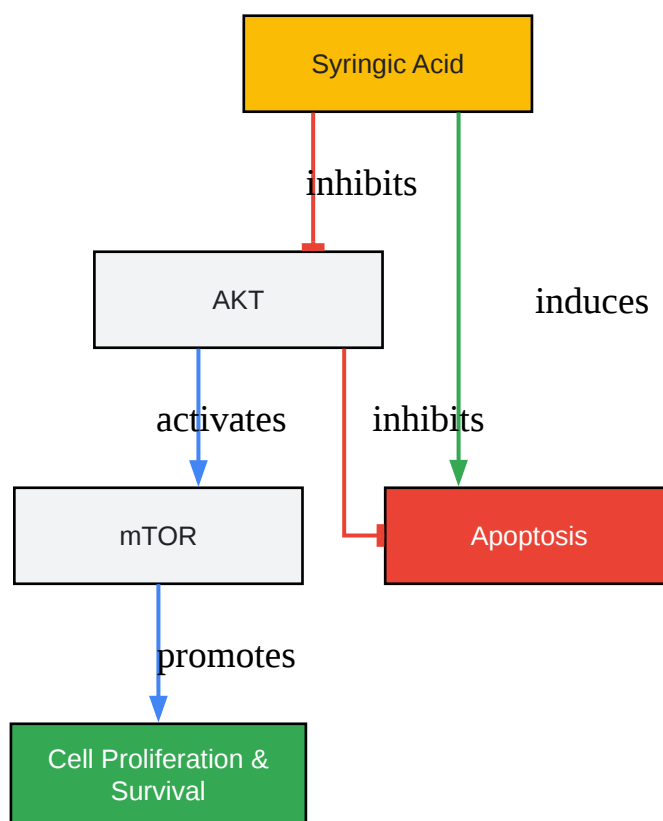 Syringic Acid
inhibits
AKT
induces
activates
inhibits
mTOR
Apoptosis
promotes
Cell Proliferation &
Survival